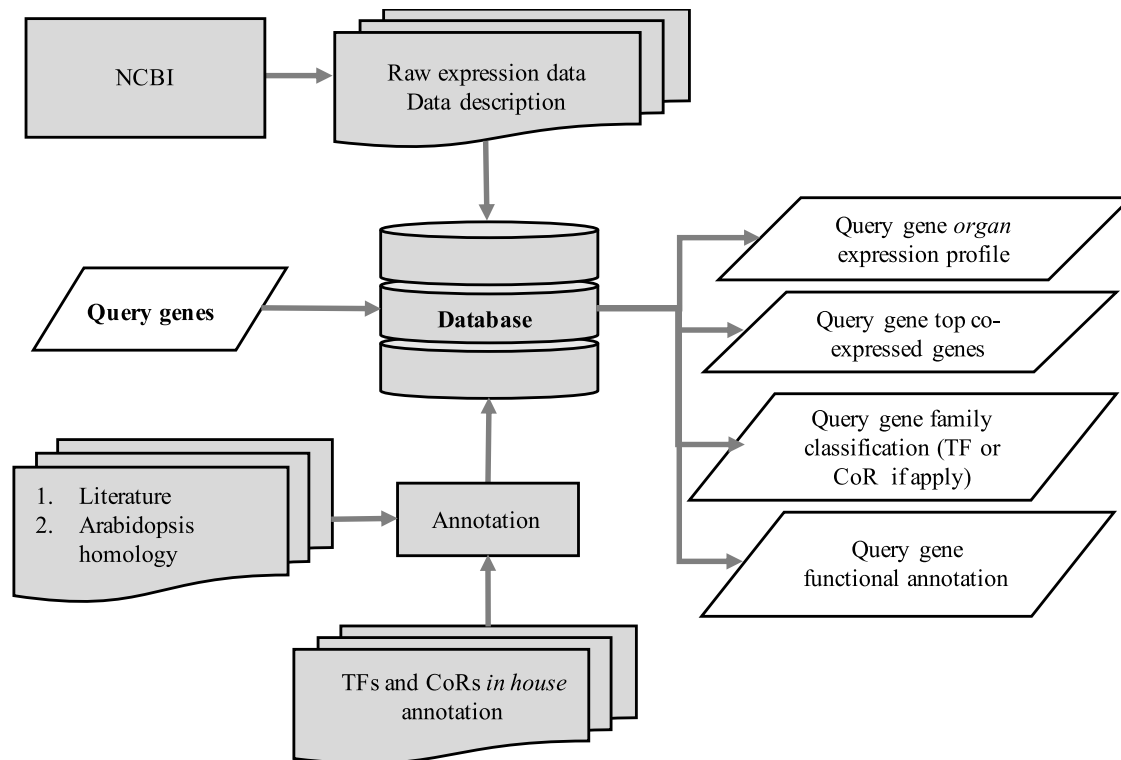 NCBI
Raw expression data
Data description
Query gene organ
expression profile
Query genes
Database
Query gene top co-
expressed genes
Query gene family
classification (TF or
CoR if apply)
1. Literature
2. Arabidopsis
homology
Annotation
Query gene
functional annotation
TFs and CoRs in house
annotation